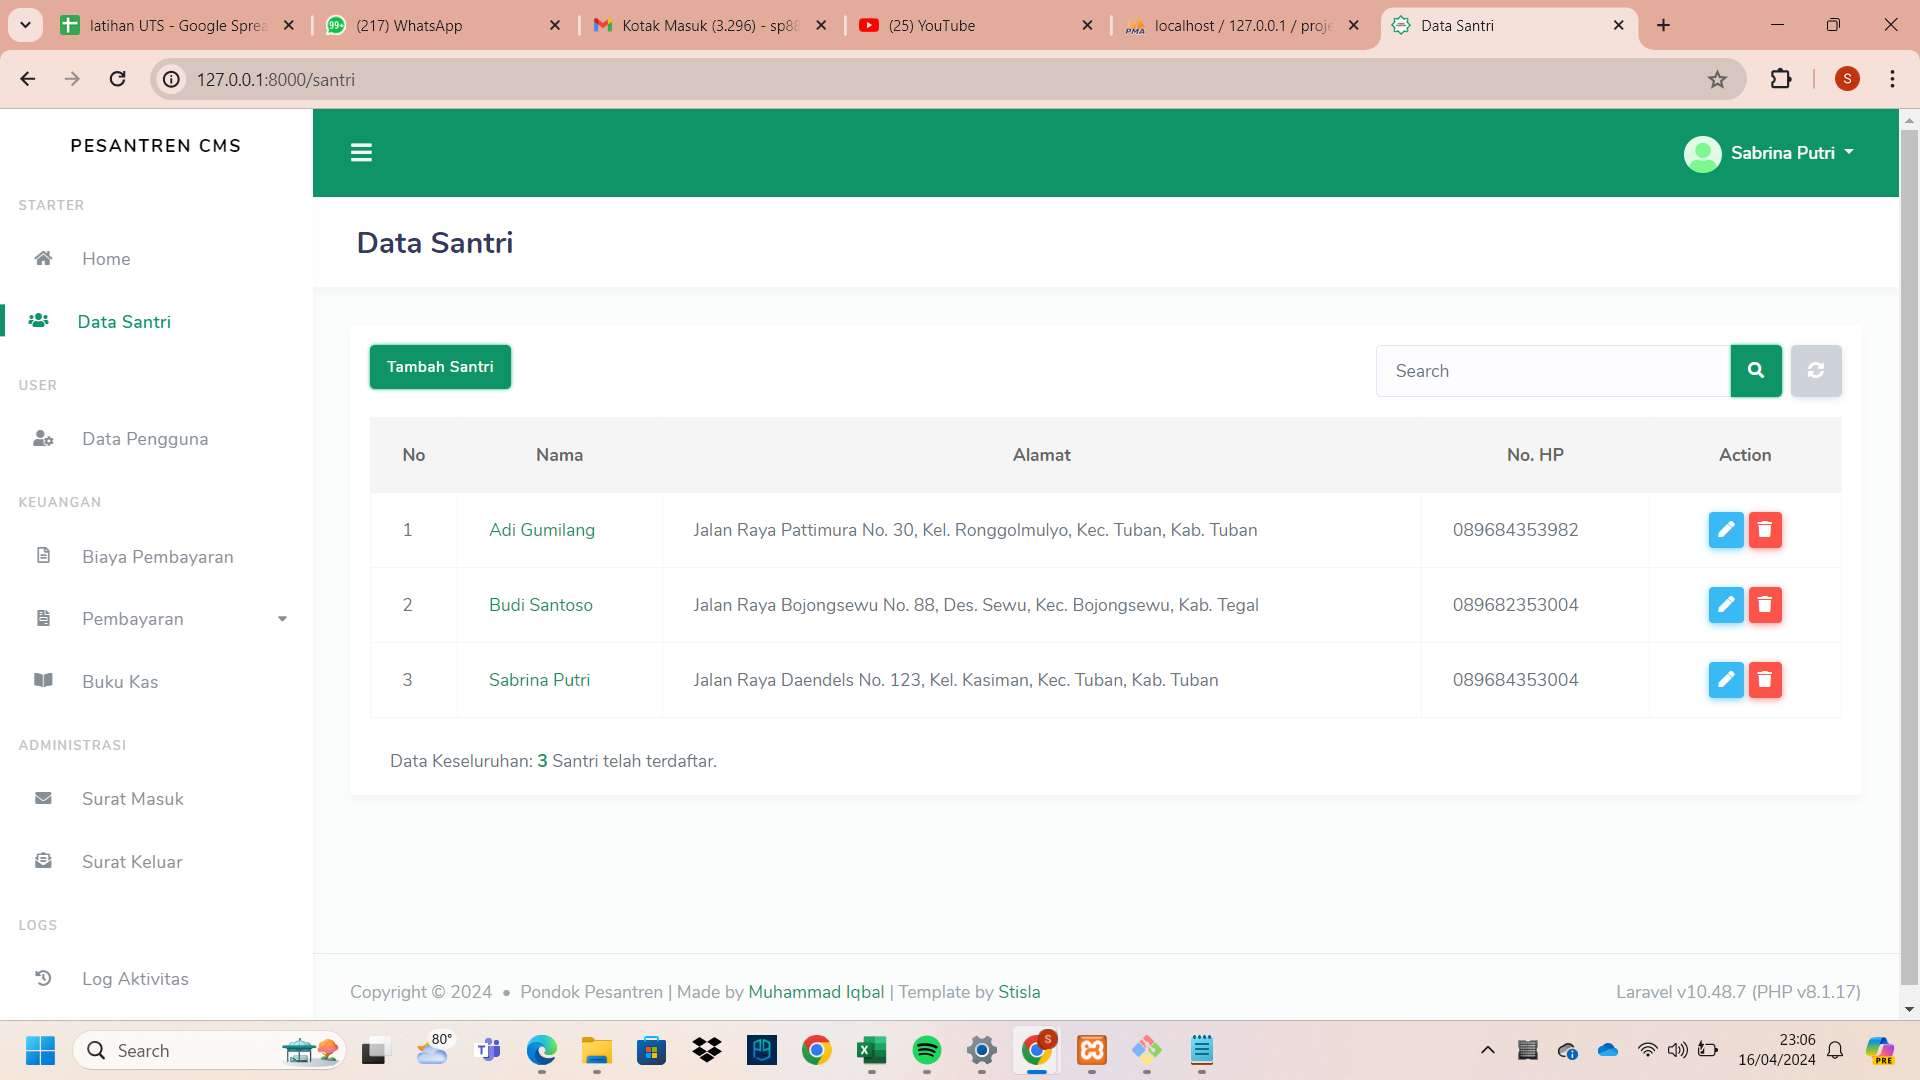 latihan UTS - Google Sprea
(217) WhatsApp
Kotak Masuk (3.296) - sp88
(25) YouTube
localhost / 127.0.0.1 / proje
Data Santri
127.0.0.1:8000/santri
S
PESANTREN CMS
Sabrina Putri
STARTER
Home
Data Santri
USER
Data Pengguna
KEUANGAN
Biaya Pembayaran
Pembayaran
Buku Kas
ADMINISTRASI
Surat Masuk
Surat Keluar
LOGS
Log Aktivitas
Data Santri
Tambah Santri
Search
No Nama Alamat No. HP Action
1 Adi Gumilang Jalan Raya Pattimura No. 30, Kel. Ronggolmulyo, Kec. Tuban, Kab. Tuban 089684353982
2 Budi Santoso Jalan Raya Bojongsewu No. 88, Des. Sewu, Kec. Bojongsewu, Kab. Tegal 089682353004
3 Sabrina Putri Jalan Raya Daendels No. 123, Kel. Kasiman, Kec. Tuban, Kab. Tuban 089684353004
Data Keseluruhan: 3 Santri telah terdaftar.
Copyright © 2024 • Pondok Pesantren | Made by Muhammad Iqbal | Template by Stisla
Laravel v10.48.7 (PHP v8.1.17)
Search
80°
S
23:06
16/04/2024
PRE